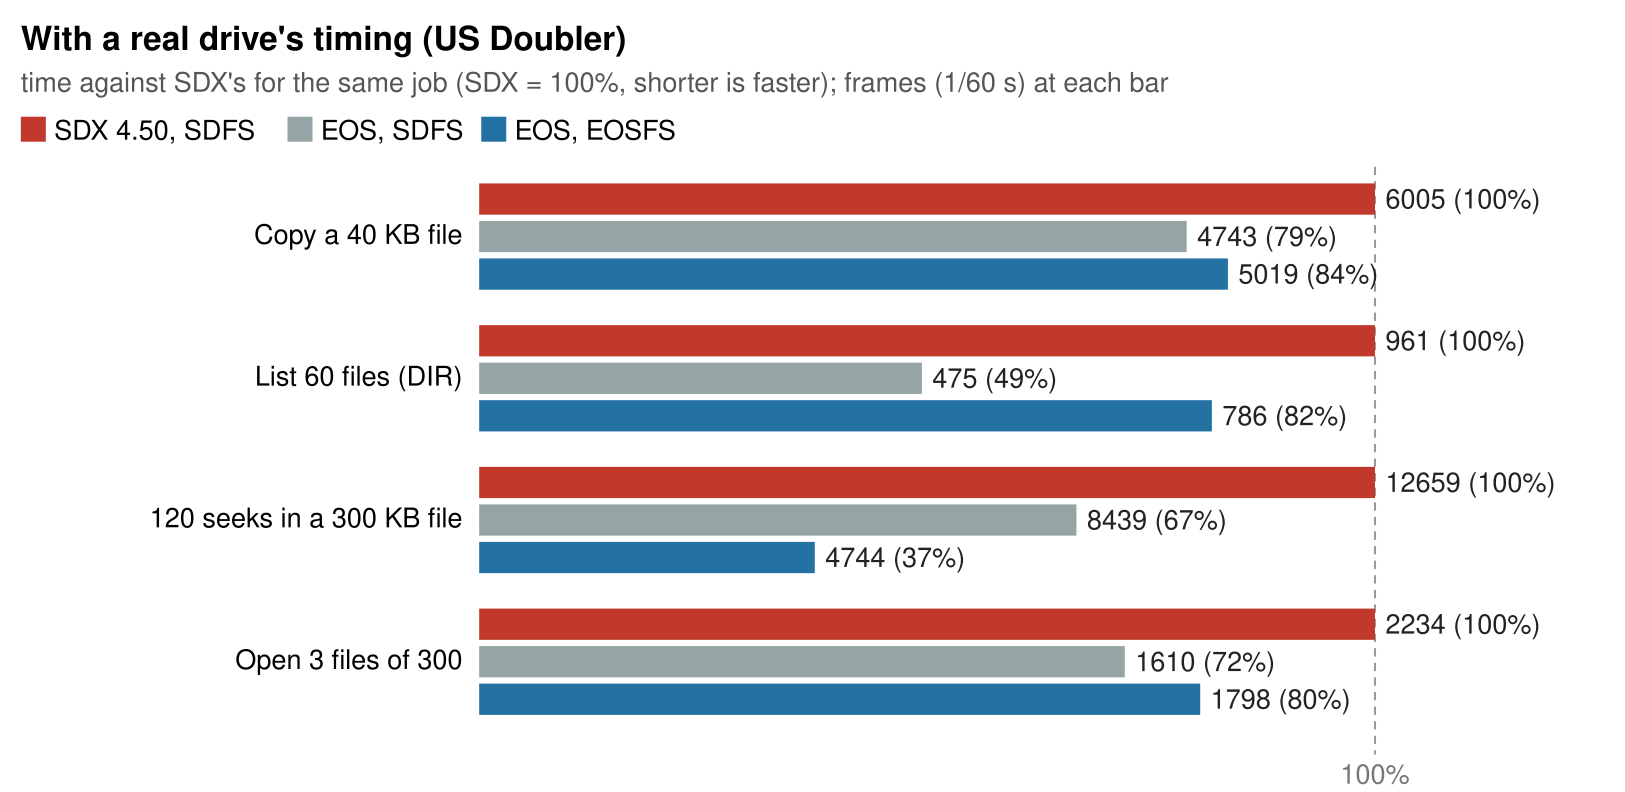 With a real drive's timing (US Doubler)
time against SDX's for the same job (SDX = 100%, shorter is faster); frames (1/60 s) at each bar
SDX 4.50, SDFS EOS, SDFS EOS, EOSFS
6005 (100%)
Copy a 40 KB file
4743 (79%)
5019 (84%)
961 (100%)
List 60 files (DIR)
475 (49%)
786 (82%)
12659 (100%)
120 seeks in a 300 KB file
8439 (67%)
4744 (37%)
2234 (100%)
Open 3 files of 300
1610 (72%)
1798 (80%)
100%